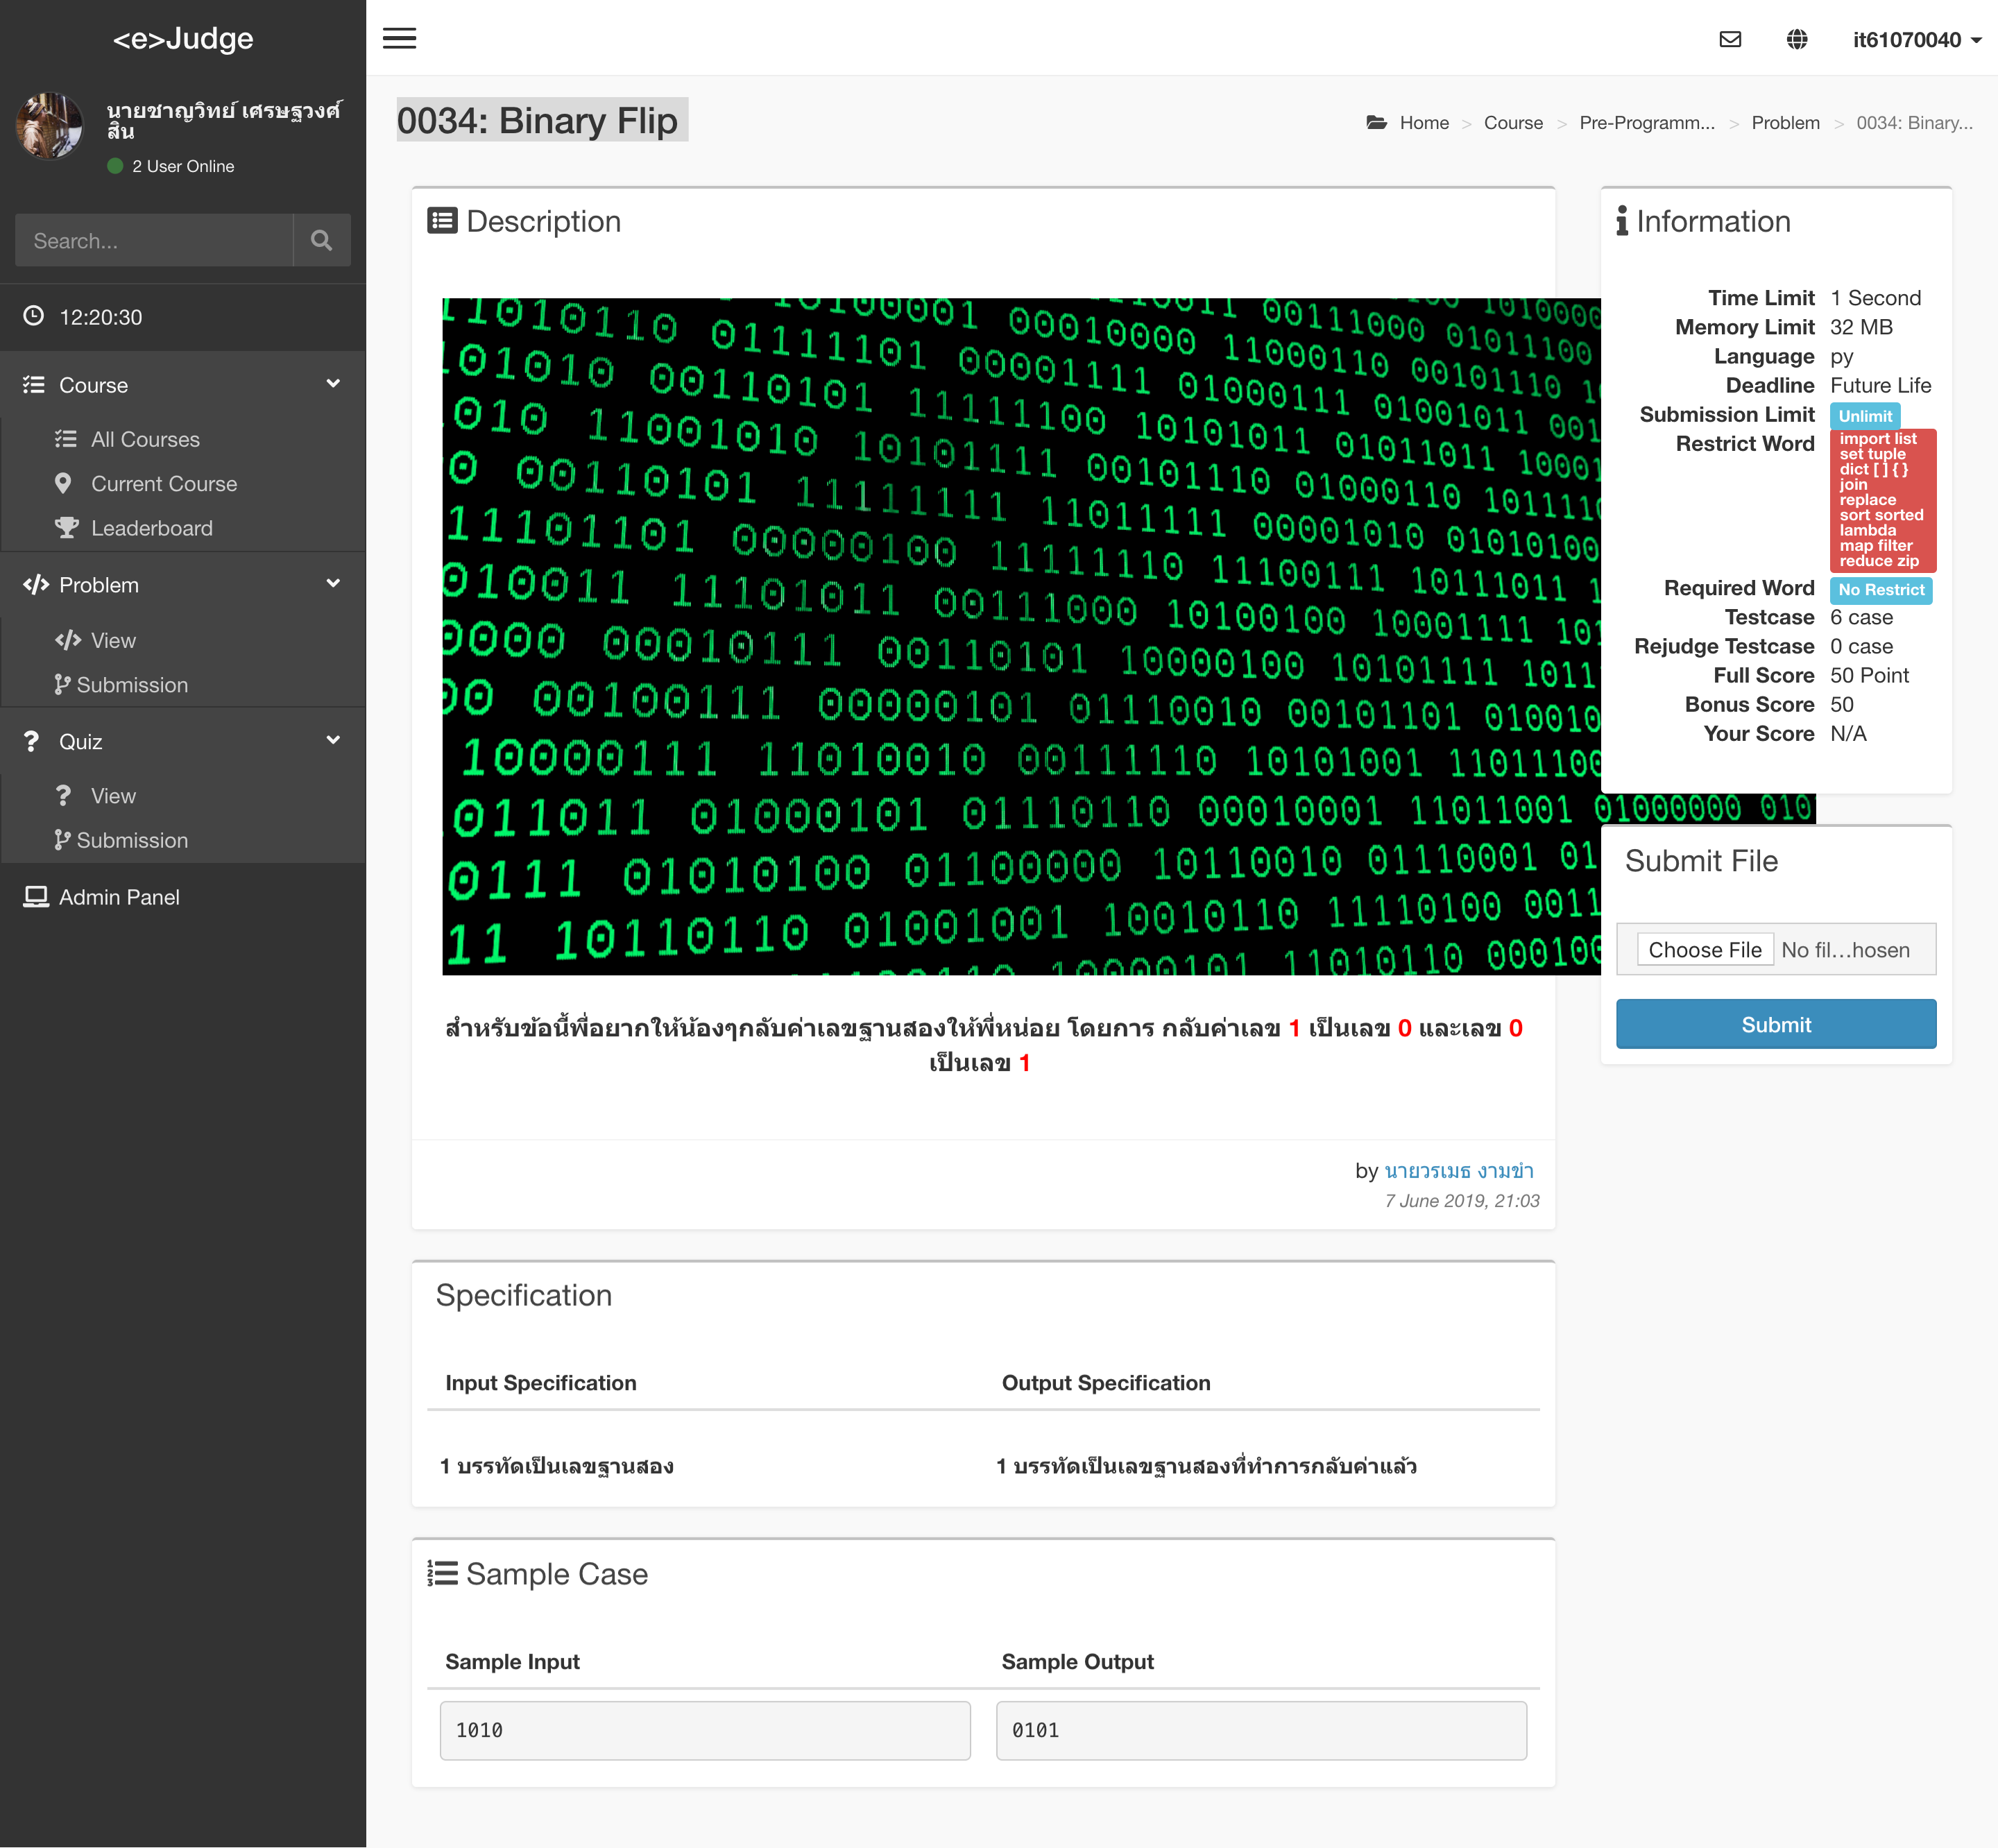 <e>Judge
นายชาญวิทย์ เศรษฐวงศ์
สิน
2 User Online
Search...
12:20:30
Course
All Courses
Current Course
Leaderboard
Problem
View
Submission
Quiz
View
Submission
Admin Panel
it61070040
0034: Binary Flip
Home > Course > Pre-Programm... > Problem > 0034: Binary...
Description
สำหรับข้อนี้พี่อยากให้น้องๆกลับค่าเลขฐานสองให้พี่หน่อย โดยการ กลับค่าเลข 1 เป็นเลข 0 และเลข 0
เป็นเลข 1
by นายวรเมธ งามขำ
7 June 2019, 21:03
Specification
Input Specification
Output Specification
1 บรรทัดเป็นเลขฐานสอง
1 บรรทัดเป็นเลขฐานสองที่ทำการกลับค่าแล้ว
Sample Case
Sample Input
Sample Output
1010
0101
Information
Time Limit 1 Second
Memory Limit 32 MB
Language py
Deadline Future Life
Submission Limit Unlimit
Restrict Word import list
set tuple
dict [ ] { }
join
replace
sort sorted
lambda
map filter
reduce zip
Required Word No Restrict
Testcase 6 case
Rejudge Testcase 0 case
Full Score 50 Point
Bonus Score 50
Your Score N/A
Submit File
Choose File No fil...hosen
Submit